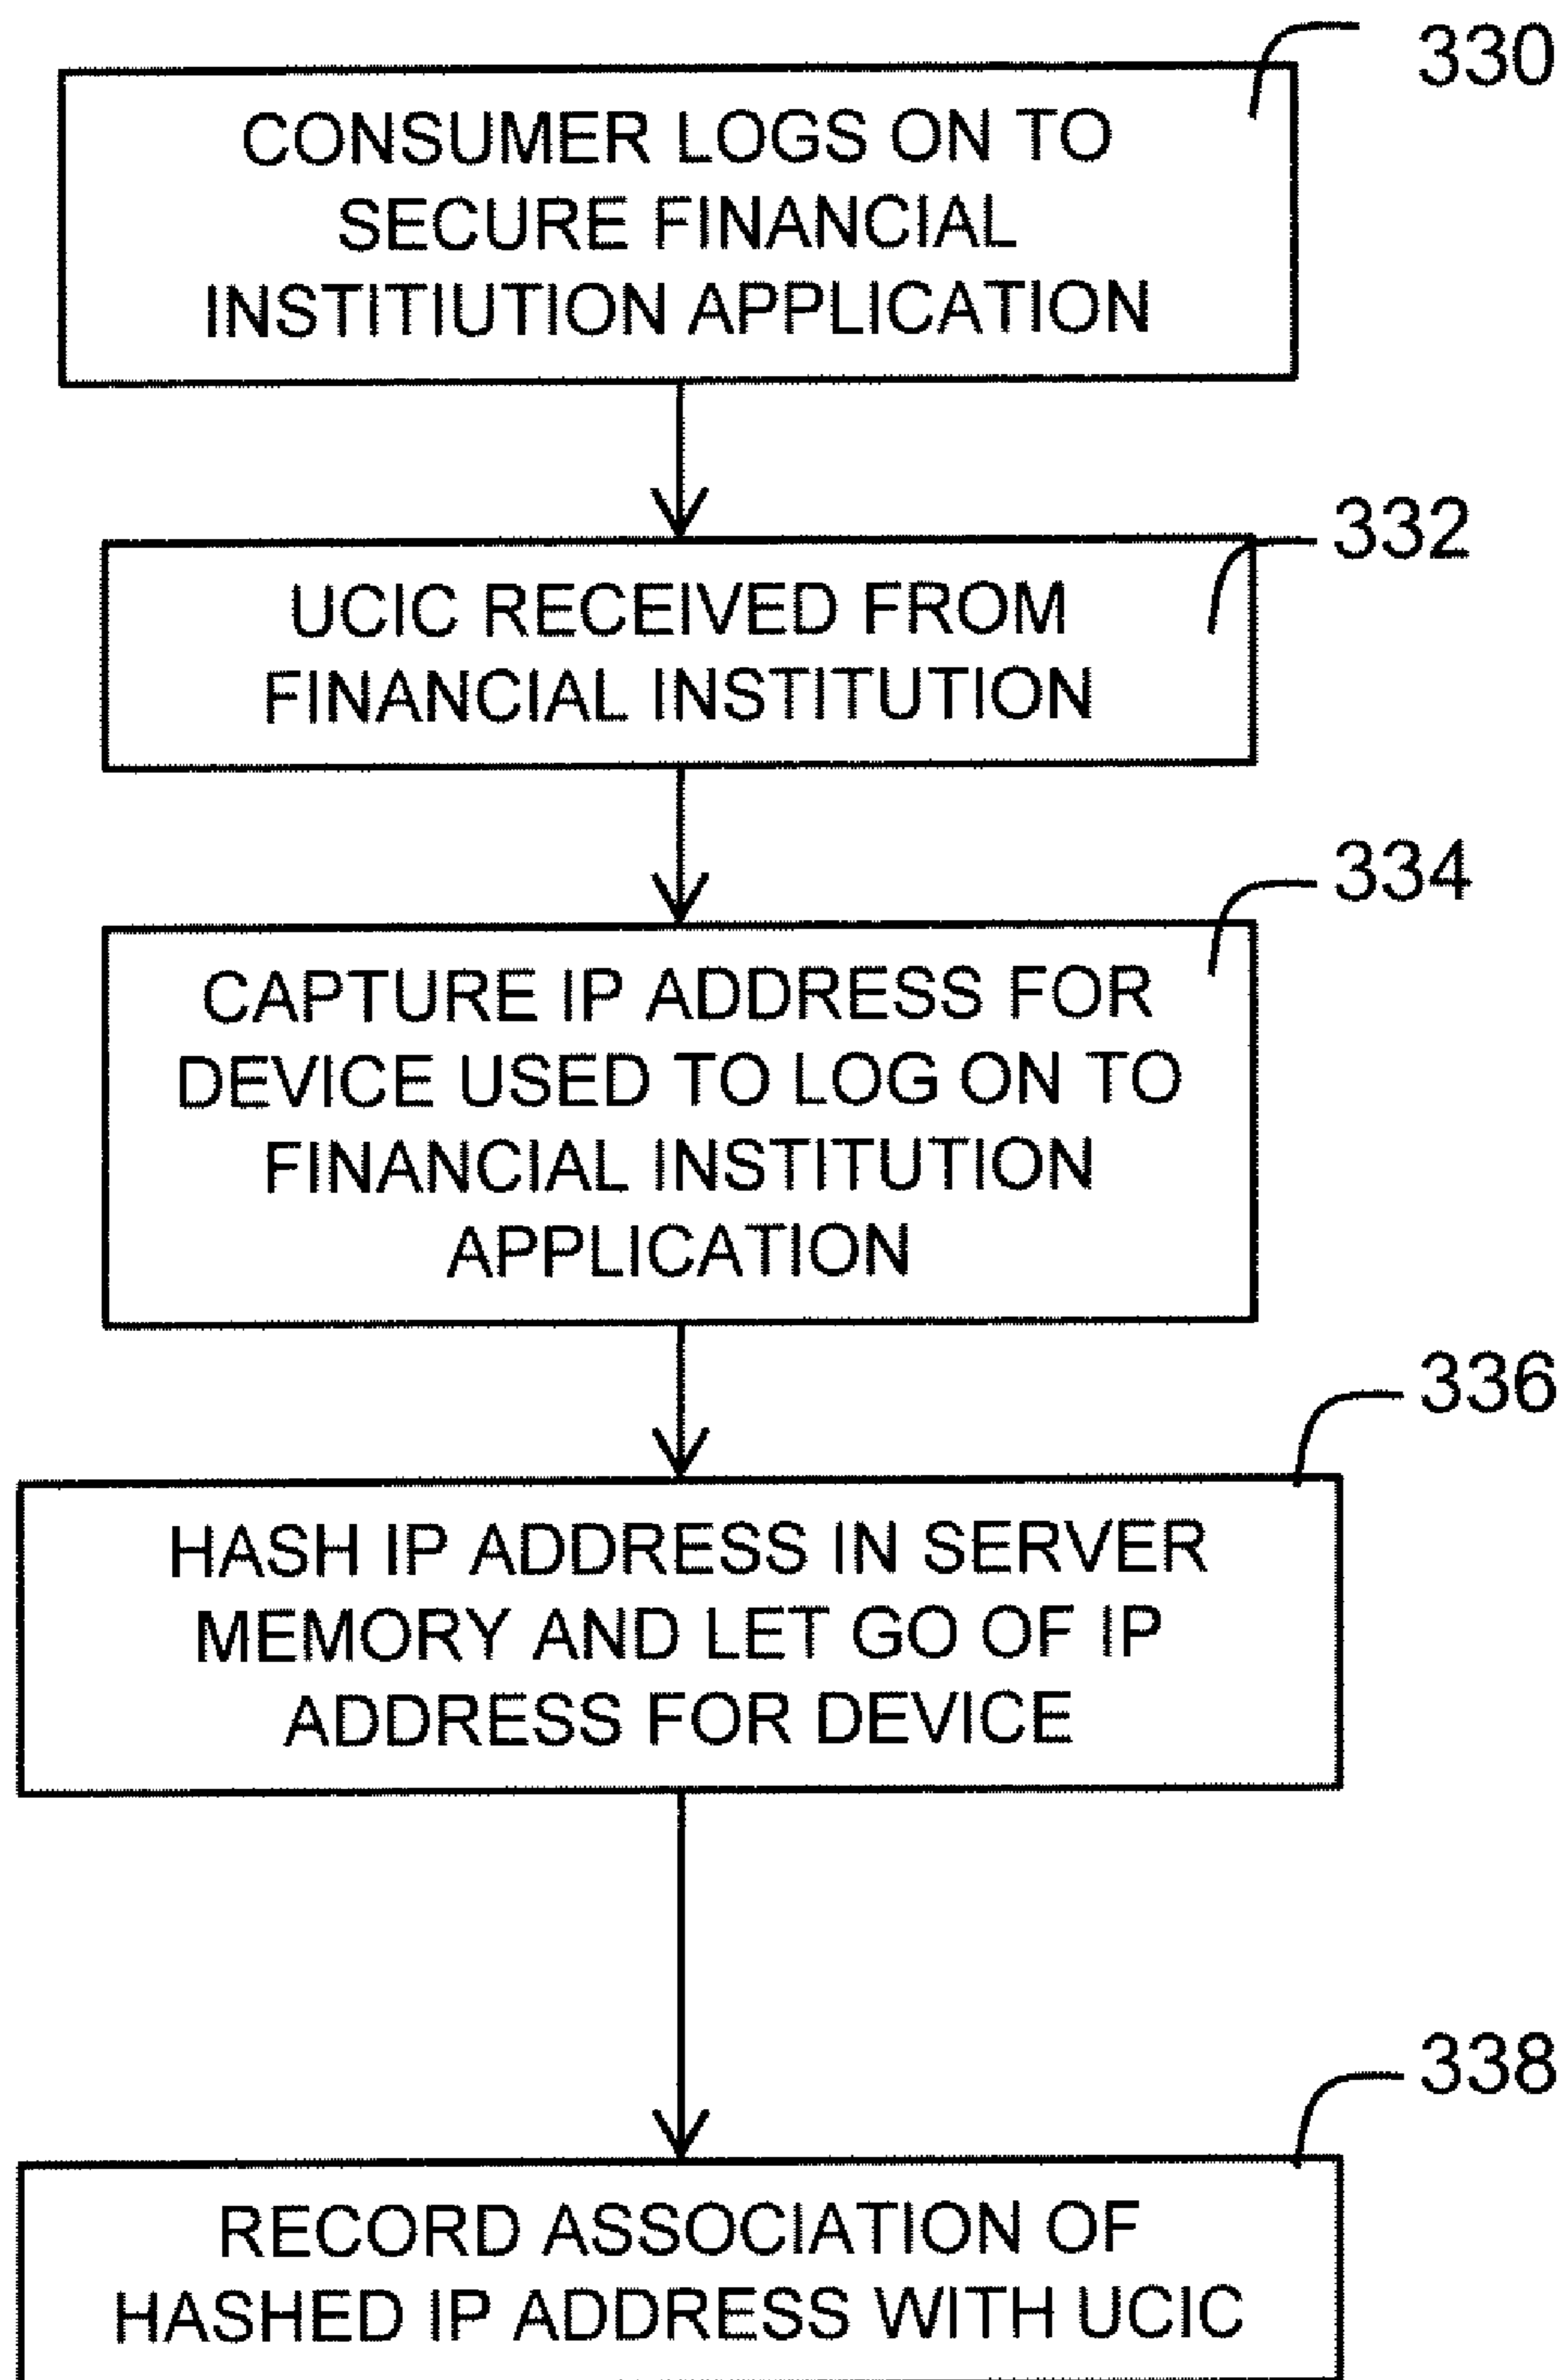 330
CONSUMER LOGS ON TO
SECURE FINANCIAL
INSTITIUTION APPLICATION
332
UCIC RECEIVED FROM
FINANCIAL INSTITUTION
334
CAPTURE IP ADDRESS FOR
DEVICE USED TO LOG ON TO
FINANCIAL INSTITUTION
APPLICATION
336
HASH IP ADDRESS IN SERVER
MEMORY AND LET GO OF IP
ADDRESS FOR DEVICE
338
RECORD ASSOCIATION OF
HASHED IP ADDRESS WITH UCIC